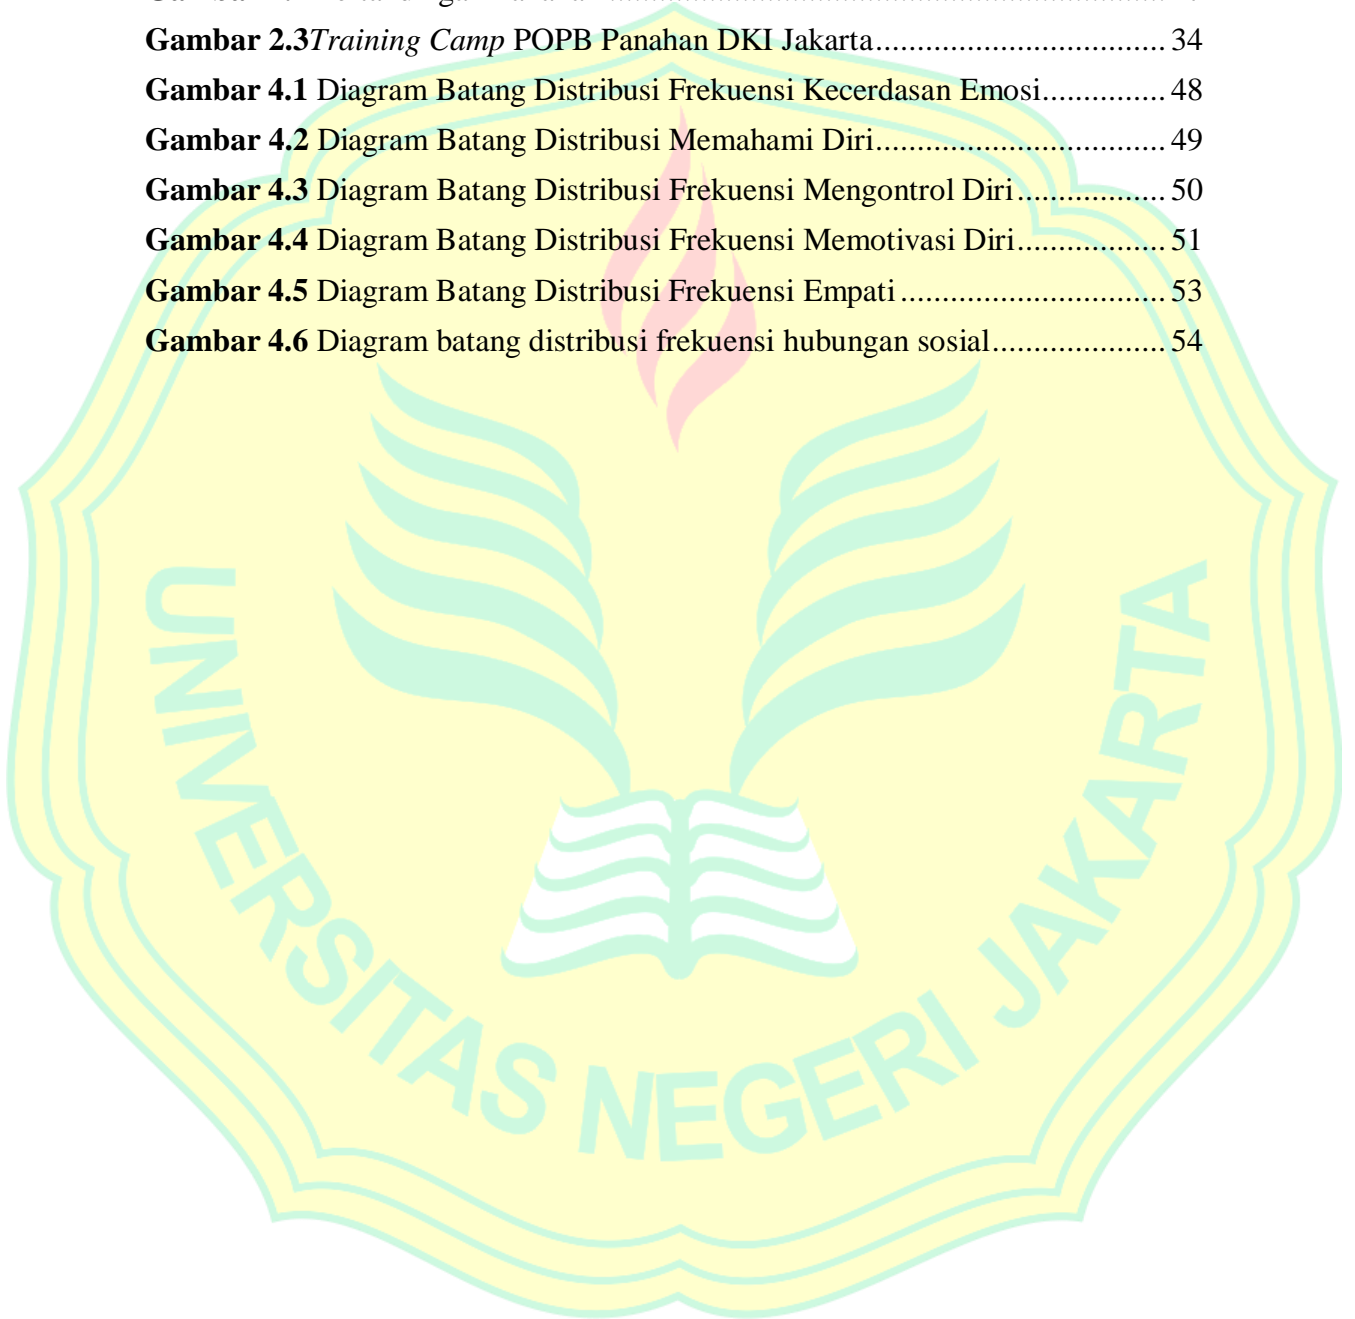 Gambar 2.3Training Camp POPB Panahan DKI Jakarta................................... 34
Gambar 4.1 Diagram Batang Distribusi Frekuensi Kecerdasan Emosi............... 48
Gambar 4.2 Diagram Batang Distribusi Memahami Diri................................... 49
Gambar 4.3 Diagram Batang Distribusi Frekuensi Mengontrol Diri.................. 50
Gambar 4.4 Diagram Batang Distribusi Frekuensi Memotivasi Diri.................. 51
Gambar 4.5 Diagram Batang Distribusi Frekuensi Empati................................ 53
Gambar 4.6 Diagram batang distribusi frekuensi hubungan sosial..................... 54
UNIVERSITAS NEGERI JAKARTA